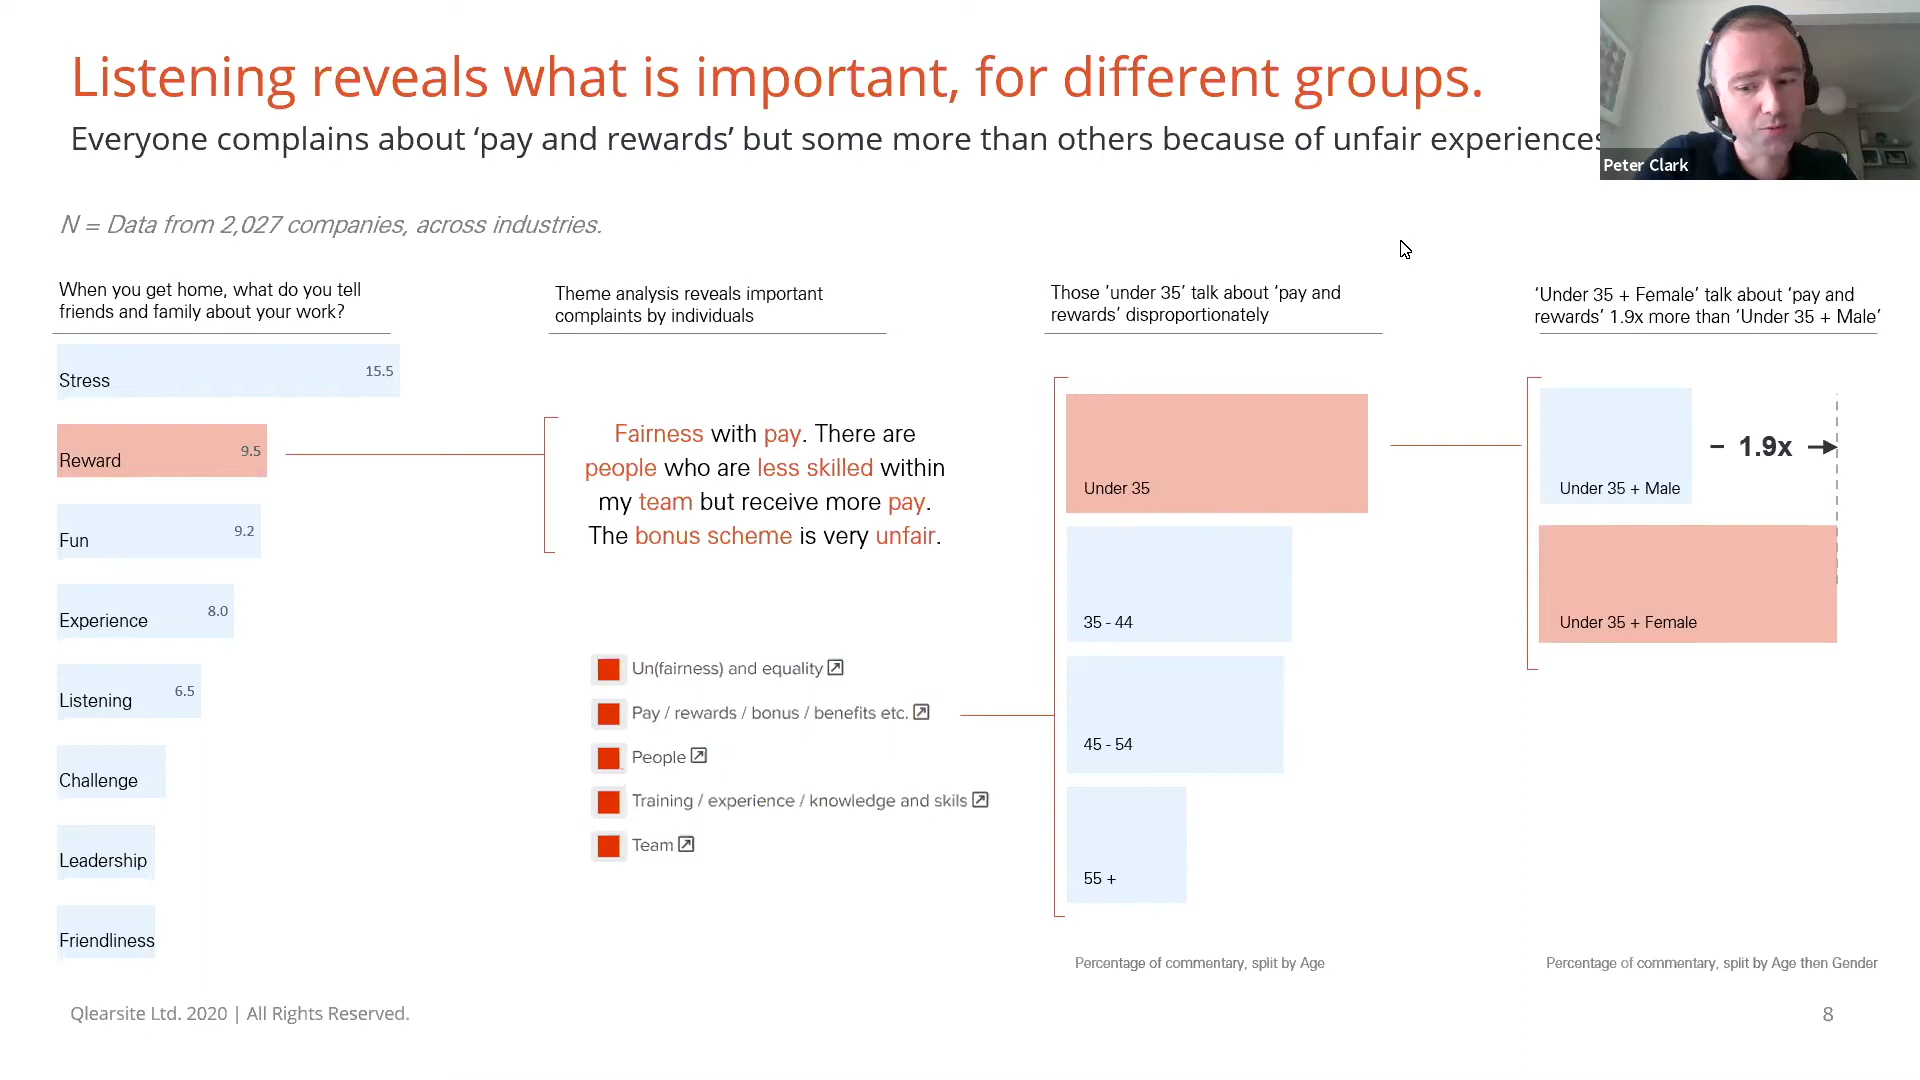 Listening reveals what is important, for different groups.
Everyone complains about ‘pay and rewards’ but some more than others because of unfair experiences
Peter Clark
N = Data from 2,027 companies, across industries.
When you get home, what do you tell
friends and family about your work?
Stress 15.5
Reward 9.5
Fun 9.2
Experience 8.0
Listening 6.5
Challenge
Leadership
Friendliness
Theme analysis reveals important
complaints by individuals
Fairness with pay. There are
people who are less skilled within
my team but receive more pay.
The bonus scheme is very unfair.
Un(fairness) and equality
Pay / rewards / bonus / benefits etc.
People
Training / experience / knowledge and skils
Team
Those ‘under 35’ talk about ‘pay and
rewards’ disproportionately
Under 35
35 - 44
45 - 54
55 +
Percentage of commentary, split by Age
‘Under 35 + Female’ talk about ‘pay and
rewards’ 1.9x more than ‘Under 35 + Male’
Under 35 + Male
– 1.9x →
Under 35 + Female
Percentage of commentary, split by Age then Gender
Qlearsite Ltd. 2020 | All Rights Reserved.
8